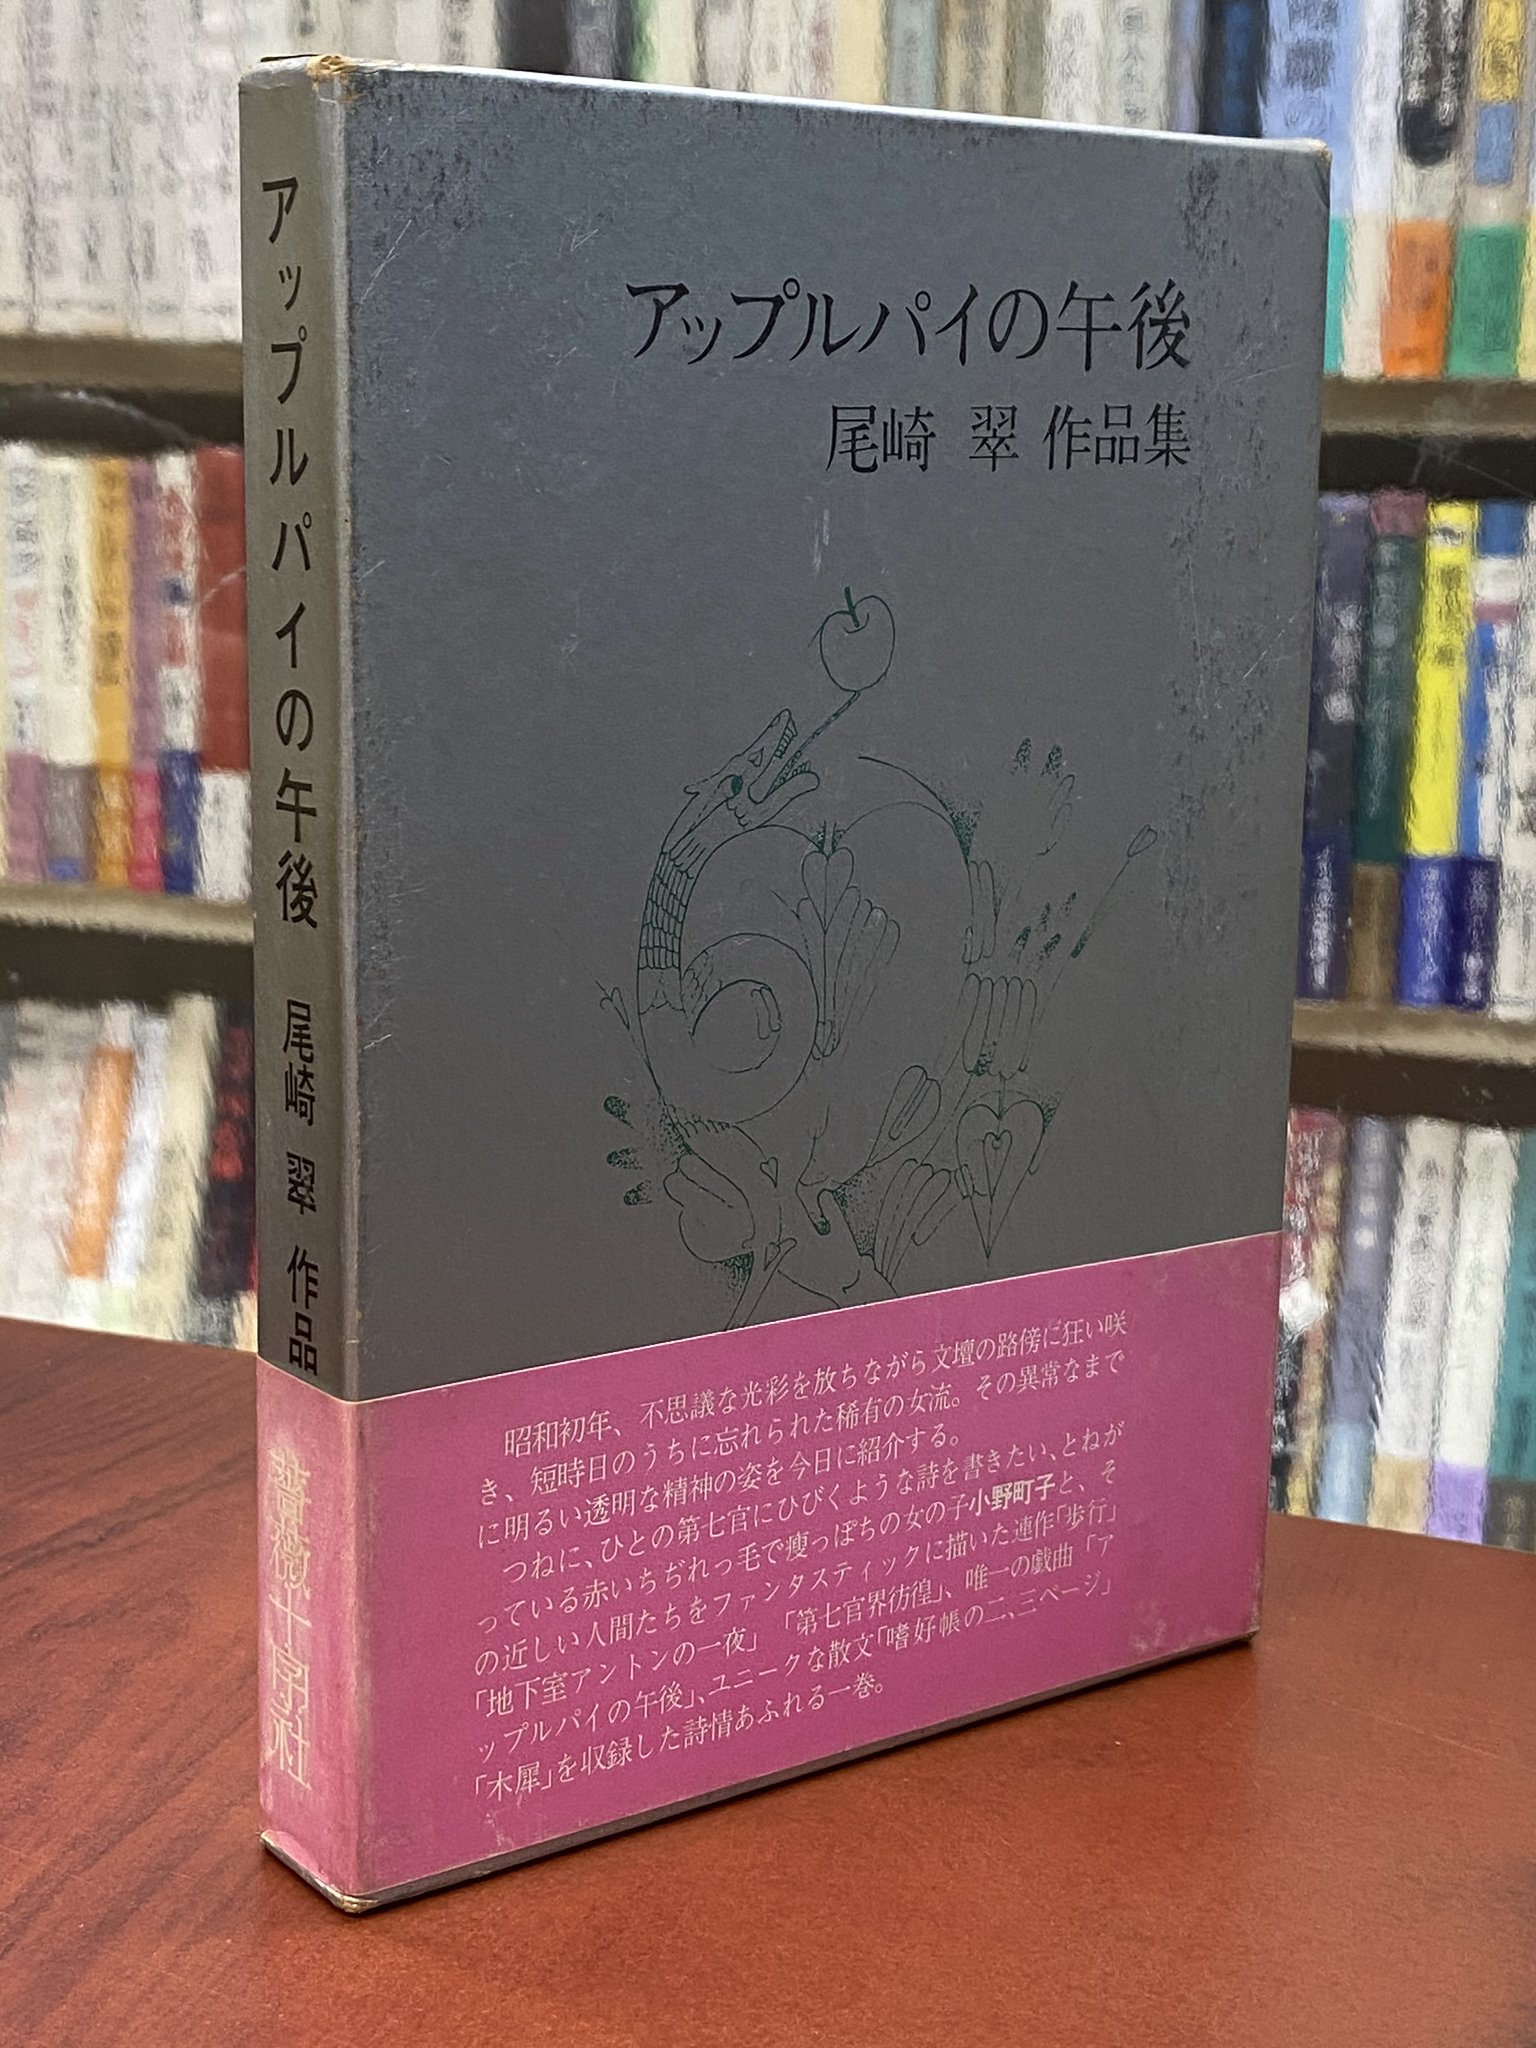 アップルパイの午後
尾崎 翠 作品集
昭和初年、不思議な光彩を放ちながら文壇の路傍に狂い咲
き、短時日のうちに忘れられた稀有の女流。その異常なまで
に明るい透明な精神の姿を今日に紹介する。
つねに、ひとの第七官にひびくような詩を書きたい、とねが
っている赤いちぢれっ毛で痩っぽちの女の子小野町子と、そ
の近しい人間たちをファンタスティックに描いた連作「歩行」
「地下室アントンの一夜」「第七官界彷徨」、唯一の戯曲「ア
ップルパイの午後」、ユニークな散文「嗜好帳の二、三ページ」
「木犀」を収録した詩情あふれる一巻。
アップルパイの午後 尾崎 翠 作品
薔薇十字社